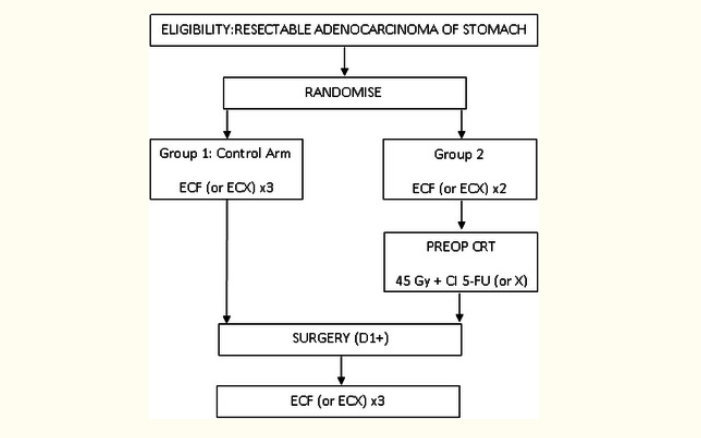 ELIGIBILITY:RESECTABLE ADENOCARCINOMA OF STOMACH
RANDOMISE
Group 1: Control Arm
ECF (or ECX) x3
Group 2
ECF (or ECX) x2
PREOP CRT
45 Gy + CI 5-FU (or X)
SURGERY (D1+)
ECF (or ECX) x3